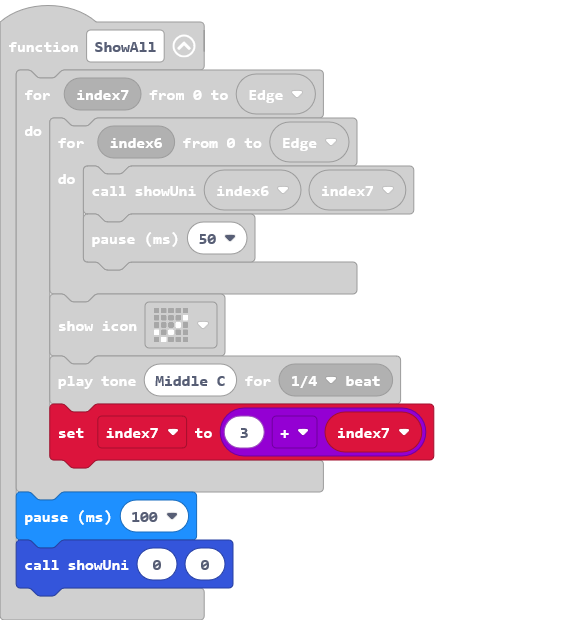 function ShowAll
for index7 from 0 to Edge
do
for index6 from 0 to Edge
do
call showUni index6 index7
pause (ms) 50
show icon
play tone Middle C for 1/4 beat
set index7 to 3 + index7
pause (ms) 100
call showUni 0 0